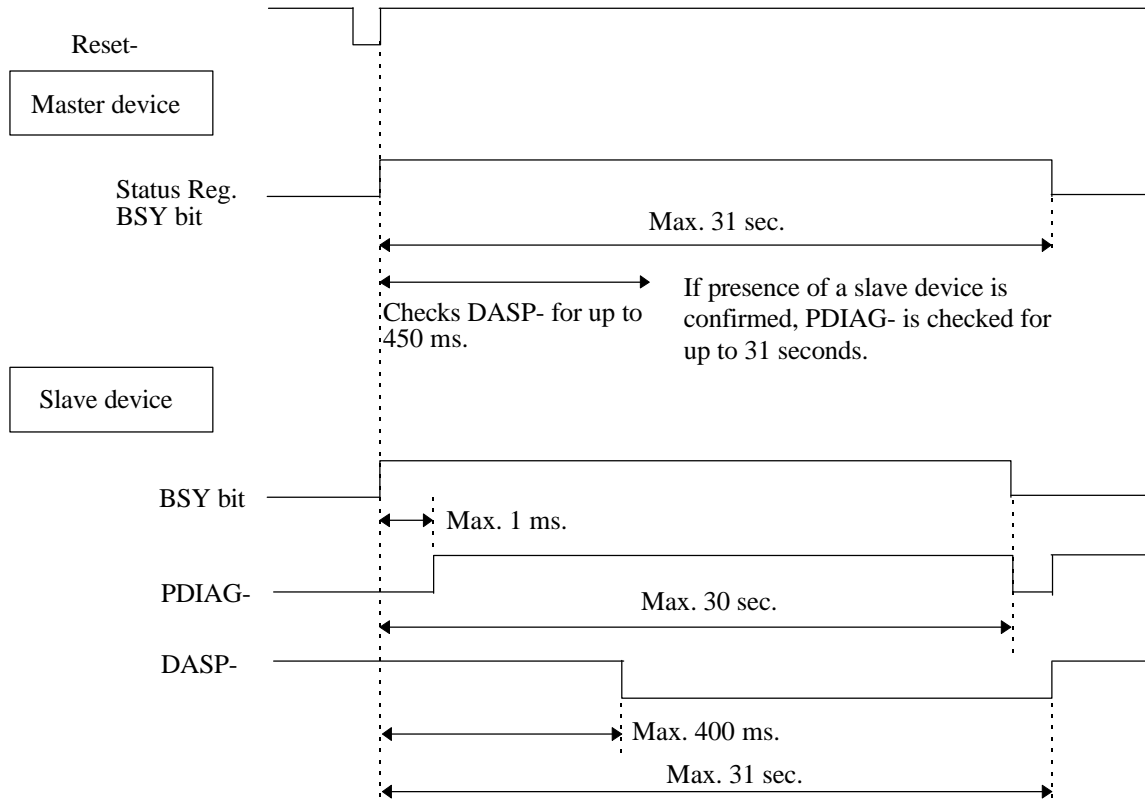 Reset-
Master device
Status Reg.
BSY bit
Max. 31 sec.
Checks DASP- for up to
450 ms.
If presence of a slave device is
confirmed, PDIAG- is checked for
up to 31 seconds.
Slave device
BSY bit
Max. 1 ms.
PDIAG-
Max. 30 sec.
DASP-
Max. 400 ms.
Max. 31 sec.